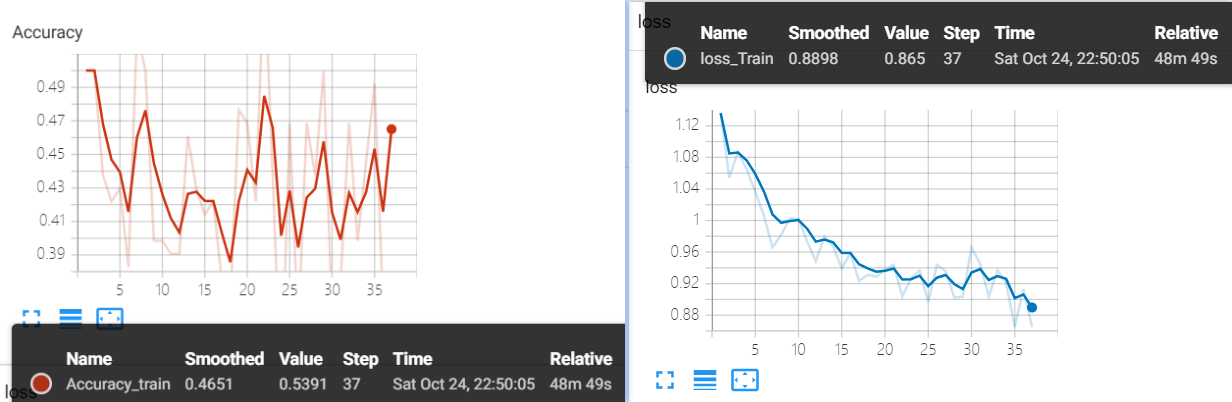 Accuracy
0.49
0.47
0.45
0.43
0.41
0.39
5 10 15 20 25 30 35
Name Smoothed Value Step Time Relative
Accuracy_train 0.4651 0.5391 37 Sat Oct 24, 22:50:05 48m 49s
loss
loss
Name Smoothed Value Step Time Relative
loss_Train 0.8898 0.865 37 Sat Oct 24, 22:50:05 48m 49s
loss
1.12
1.08
1.04
1
0.96
0.92
0.88
5 10 15 20 25 30 35